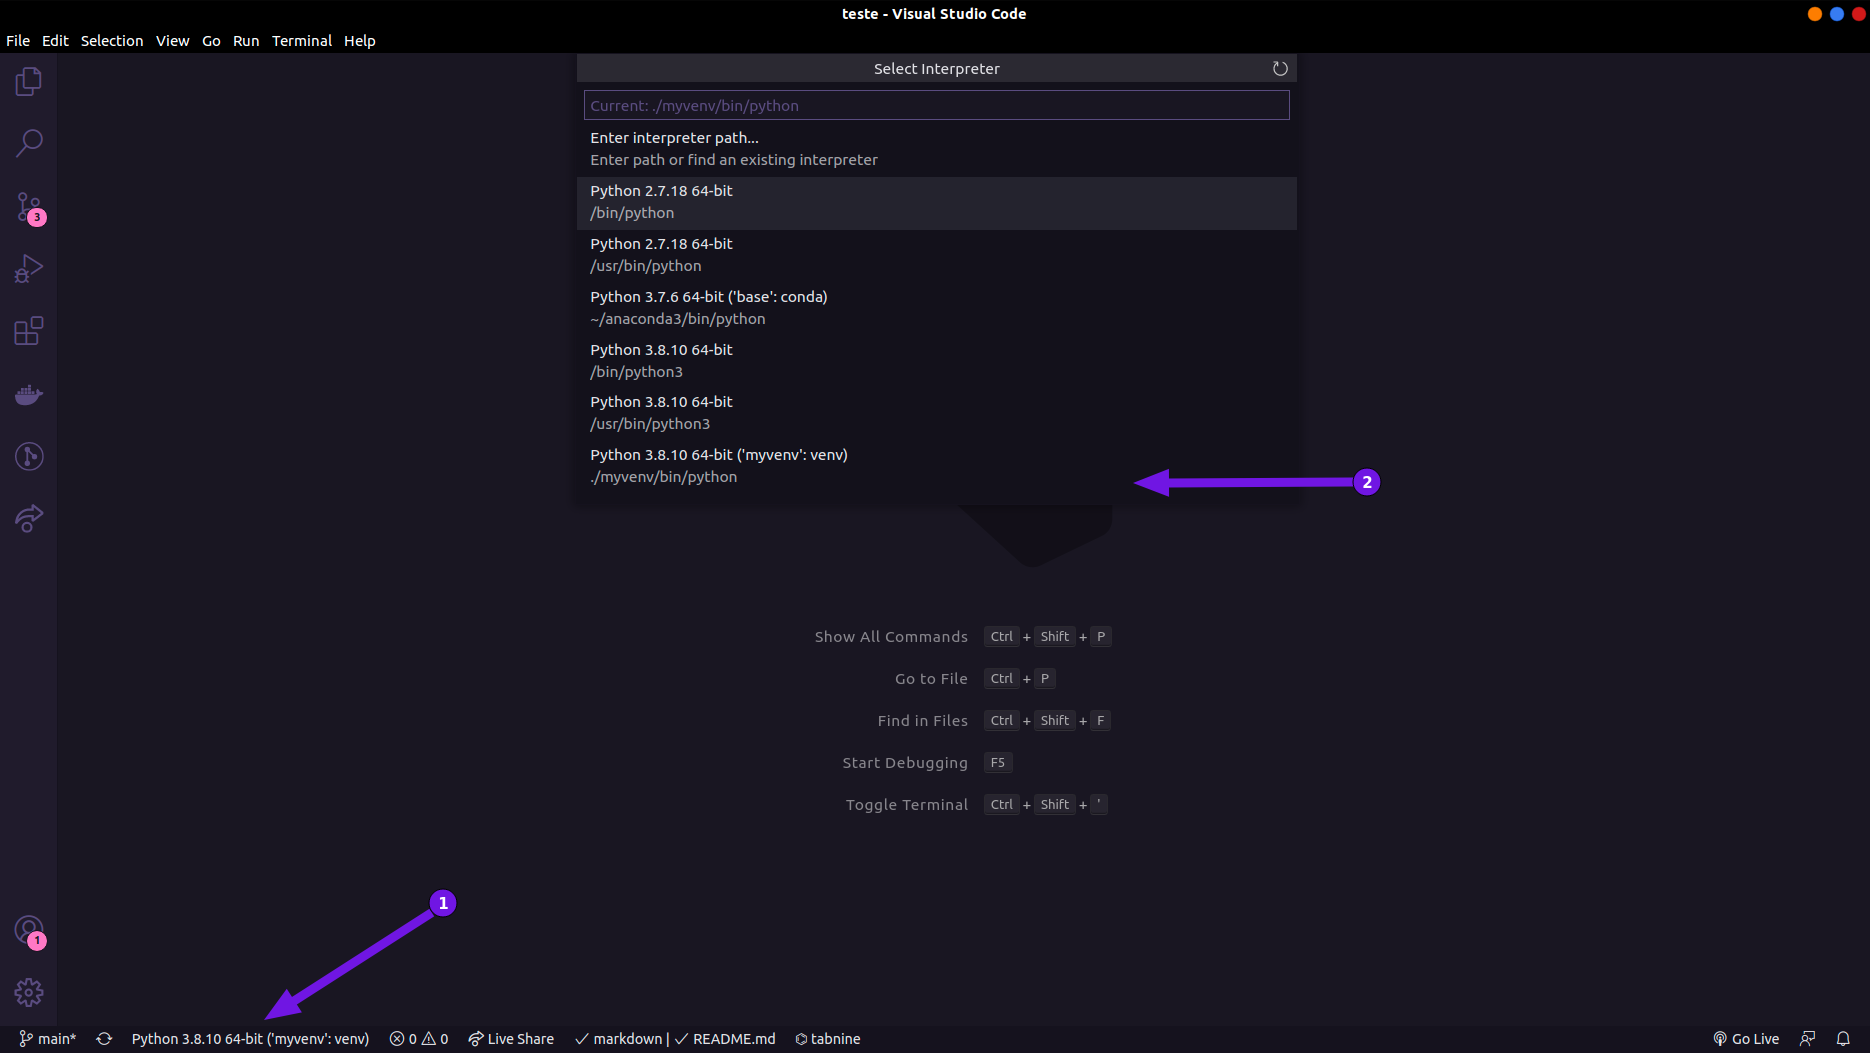 teste - Visual Studio Code
File Edit Selection View Go Run Terminal Help
Select Interpreter
Current: ./myvenv/bin/python
Enter interpreter path...
Enter path or find an existing interpreter
Python 2.7.18 64-bit
/bin/python
Python 2.7.18 64-bit
/usr/bin/python
Python 3.7.6 64-bit ('base': conda)
~/anaconda3/bin/python
Python 3.8.10 64-bit
/bin/python3
Python 3.8.10 64-bit
/usr/bin/python3
Python 3.8.10 64-bit ('myvenv': venv)
./myvenv/bin/python
2
3
Show All Commands Ctrl + Shift + P
Go to File Ctrl + P
Find in Files Ctrl + Shift + F
Start Debugging F5
Toggle Terminal Ctrl + Shift + '
1
1
main* Python 3.8.10 64-bit ('myvenv': venv) 0 0 Live Share markdown | README.md tabnine Go Live